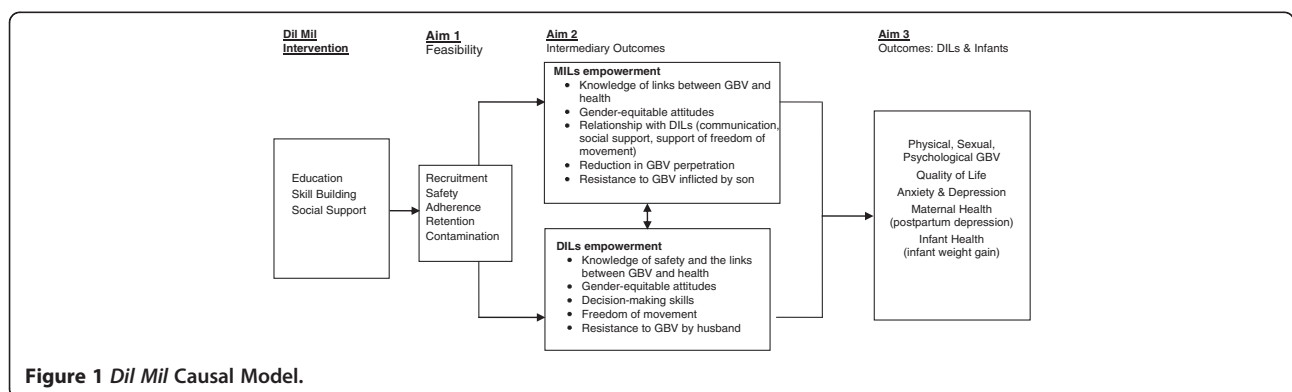 Dil Mil
Intervention
Aim 1
Feasibility
Aim 2
Intermediary Outcomes
Aim 3
Outcomes: DILs & Infants
Education
Skill Building
Social Support
Recruitment
Safety
Adherence
Retention
Contamination
MILs empowerment
• Knowledge of links between GBV and
health
• Gender-equitable attitudes
• Relationship with DILs (communication,
social support, support of freedom of
movement)
• Reduction in GBV perpetration
• Resistance to GBV inflicted by son
DILs empowerment
• Knowledge of safety and the links
between GBV and health
• Gender-equitable attitudes
• Decision-making skills
• Freedom of movement
• Resistance to GBV by husband
Physical, Sexual,
Psychological GBV
Quality of Life
Anxiety & Depression
Maternal Health
(postpartum depression)
Infant Health
(infant weight gain)
Figure 1 Dil Mil Causal Model.